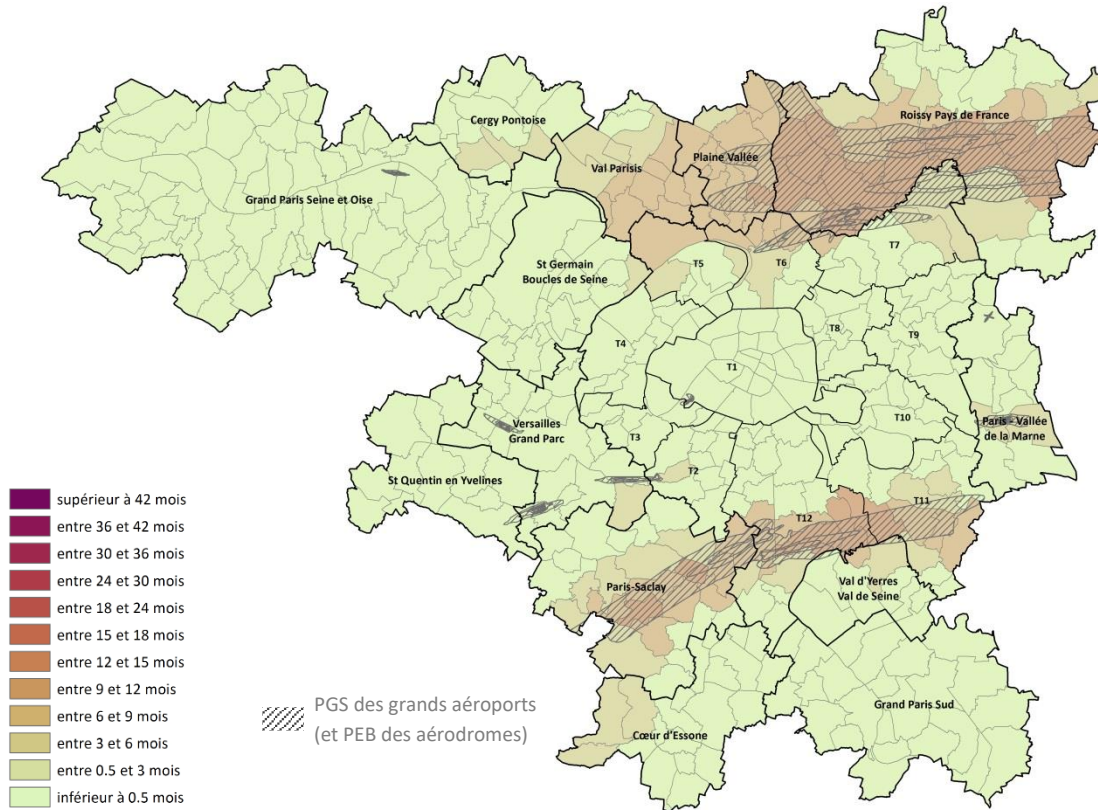 Cergy Pontoise
Roissy Pays de France
Val Parisis
Plaine Vallée
Grand Paris Seine et Oise
T7
T6
T5
St Germain
Boucles de Seine
T8
T9
T4
T1
Versailles
Grand Parc
T3
T10
Paris - Vallée
de la Marne
T2
St Quentin en Yvelines
T11
T12
Paris-Saclay
Val d'Yerres
Val de Seine
Grand Paris Sud
Cœur d'Essone
supérieur à 42 mois
entre 36 et 42 mois
entre 30 et 36 mois
entre 24 et 30 mois
entre 18 et 24 mois
entre 15 et 18 mois
entre 12 et 15 mois
entre 9 et 12 mois
entre 6 et 9 mois
entre 3 et 6 mois
entre 0.5 et 3 mois
inférieur à 0.5 mois
PGS des grands aéroports
(et PEB des aérodromes)